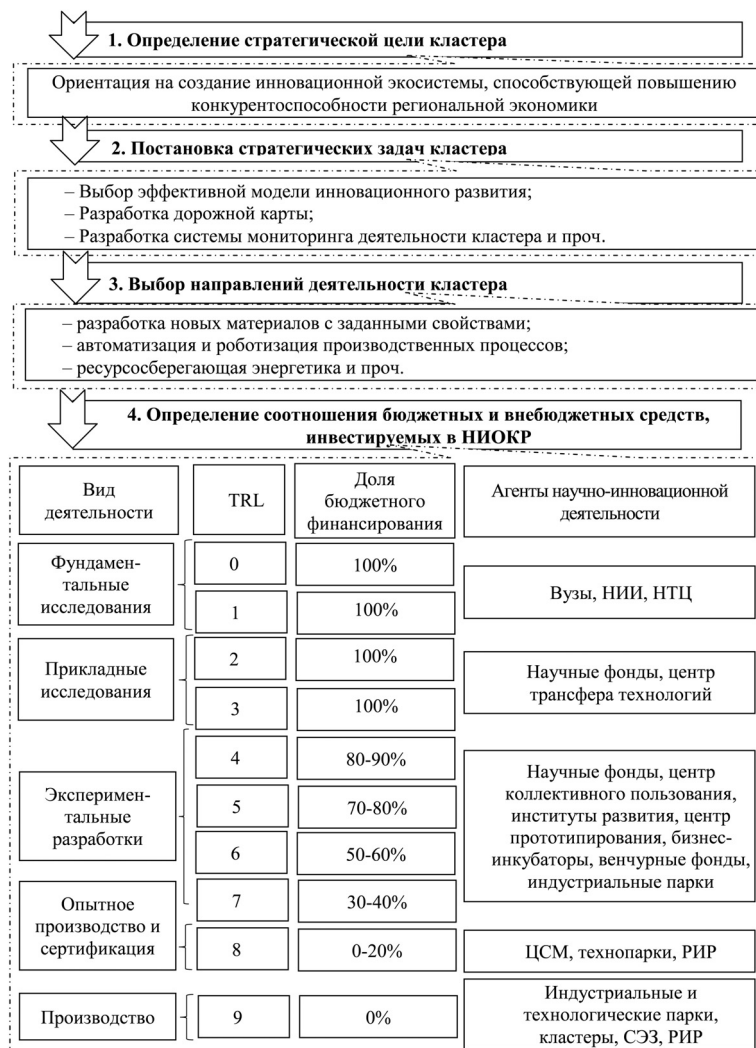 1. Определение стратегической цели кластера
Ориентация на создание инновационной экосистемы, способствующей повышению
конкурентоспособности региональной экономики
2. Постановка стратегических задач кластера
– Выбор эффективной модели инновационного развития;
– Разработка дорожной карты;
– Разработка системы мониторинга деятельности кластера и проч.
3. Выбор направлений деятельности кластера
– разработка новых материалов с заданными свойствами;
– автоматизация и роботизация производственных процессов;
– ресурсосберегающая энергетика и проч.
4. Определение соотношения бюджетных и внебюджетных средств,
инвестируемых в НИОКР
Вид
деятельности
TRL
Доля
бюджетного
финансирования
Агенты научно-инновационной
деятельности
Фундамен-
тальные
исследования
0
100%
1
100%
Вузы, НИИ, НТЦ
Прикладные
исследования
2
100%
3
100%
Научные фонды, центр
трансфера технологий
Эксперимен-
тальные
разработки
4
80-90%
5
70-80%
6
50-60%
7
30-40%
Научные фонды, центр
коллективного пользования,
институты развития, центр
прототипирования, бизнес-
инкубаторы, венчурные фонды,
индустриальные парки
Опытное
производство и
сертификация
8
0-20%
ЦСМ, технопарки, РИР
Производство
9
0%
Индустриальные и
технологические парки,
кластеры, СЭЗ, РИР